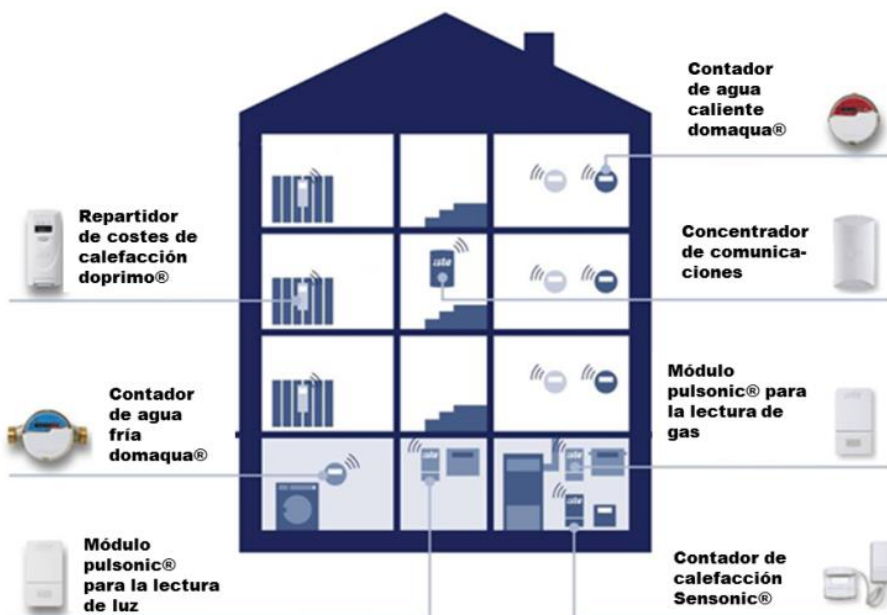 Contador
de agua
caliente
domaqua®
Repartidor
de costes de
calefacción
doprimo®
Concentrador
de comunica-
ciones
ista
Contador
de agua
fría
domaqua®
Módulo
pulsonic® para
la lectura de
gas
Módulo
pulsonic®
para la lectura
de luz
Contador de
calefacción
Sensonic®